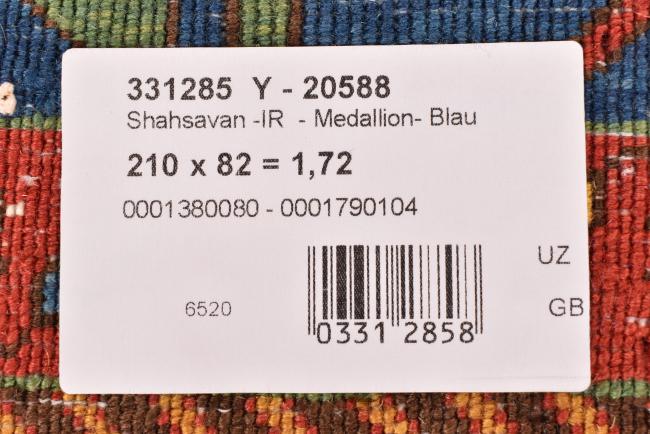 331285 Y - 20588
Shahsavan -IR - Medallion- Blau
210 x 82 = 1,72
0001380080 - 0001790104
UZ
6520
GB
0331 2858